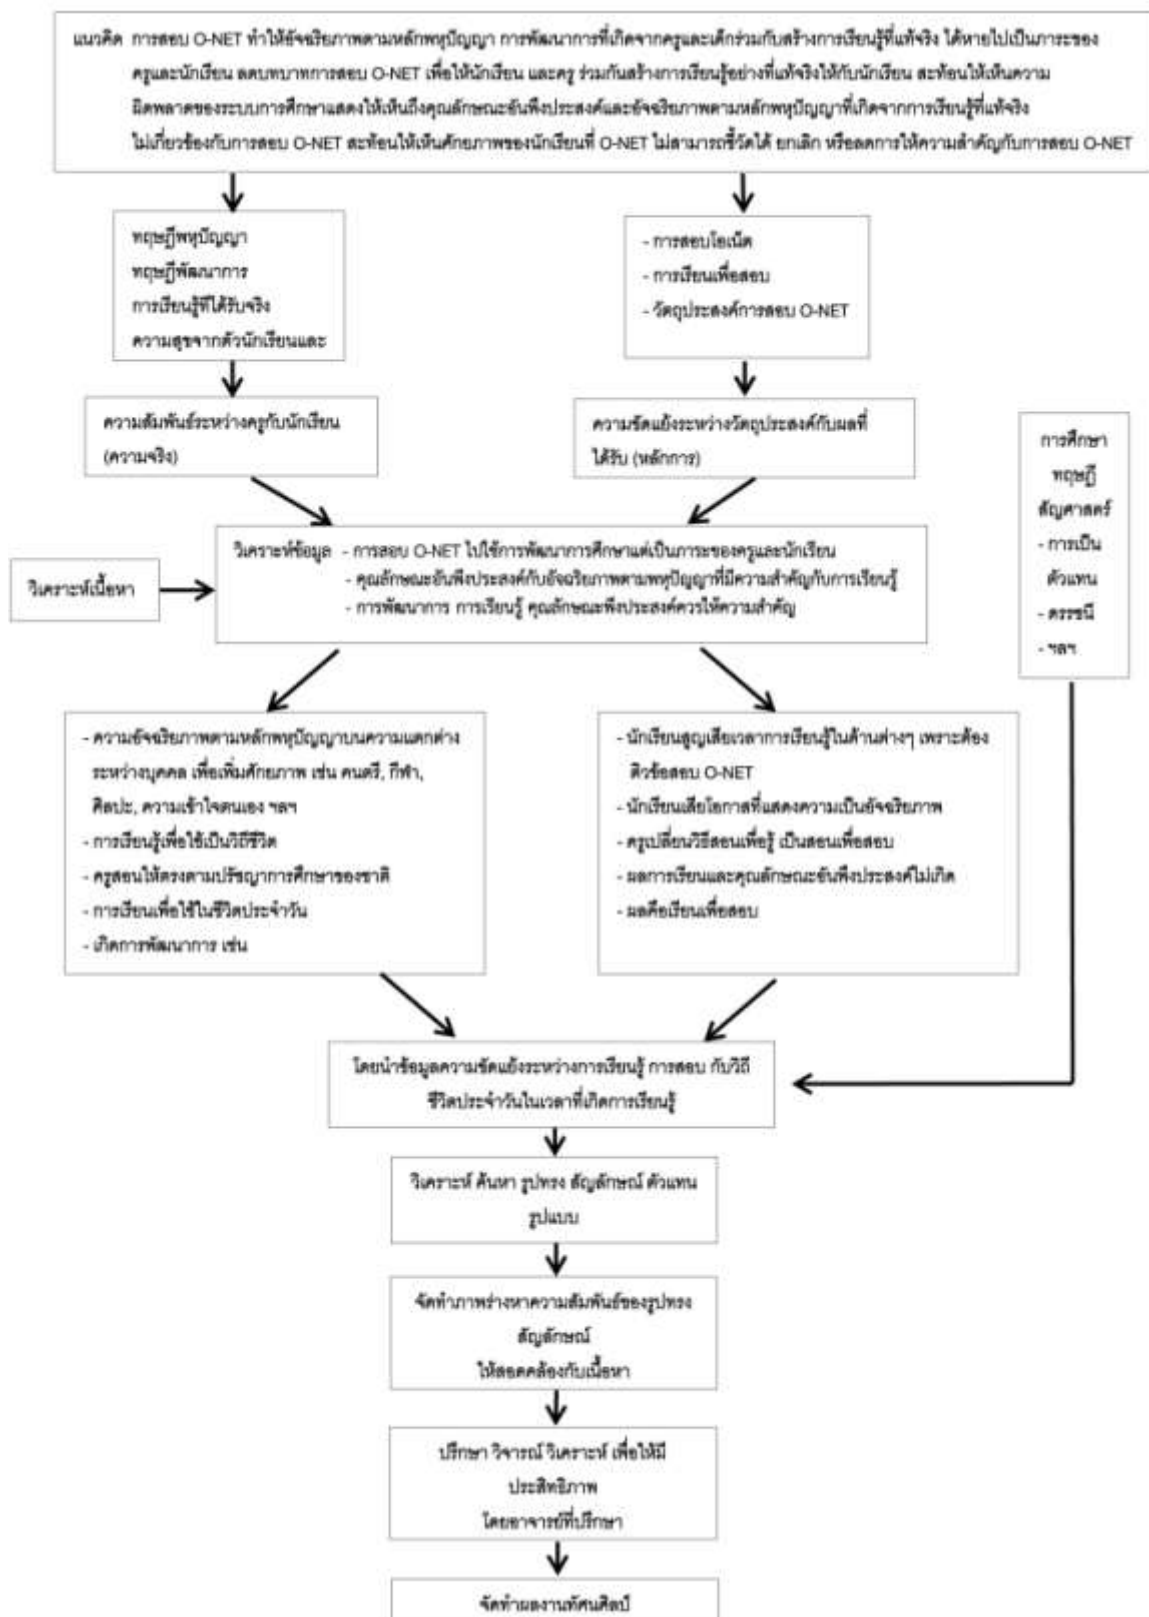 แนวคิด การสอบ O-NET ทำให้อัจฉริยภาพตามหลักพหุปัญญา การพัฒนาการที่เกิดจากครูและเด็กร่วมกับสร้างการเรียนรู้ที่แท้จริง ได้หายไปเป็นภาระของ
ครูและนักเรียน ลดบทบาทการสอบ O-NET เพื่อให้นักเรียน และครู ร่วมกันสร้างการเรียนรู้อย่างที่แท้จริงให้กับนักเรียน สะท้อนให้เห็นความ
ผิดพลาดของระบบการศึกษาแสดงให้เห็นถึงคุณลักษณะอันพึงประสงค์และอัจฉริยภาพตามหลักพหุปัญญาที่เกิดจากการเรียนรู้ที่แท้จริง
ไม่เกี่ยวข้องกับการสอบ O-NET สะท้อนให้เห็นศักยภาพของนักเรียนที่ O-NET ไม่สามารถชี้วัดได้ ยกเลิก หรือลดการให้ความสำคัญกับการสอบ O-NET
ทฤษฎีพหุปัญญา
ทฤษฎีพัฒนาการ
การเรียนรู้ที่ได้รับจริง
ความสุขจากตัวนักเรียนและ
- การสอบโอเน็ต
- การเรียนเพื่อสอบ
- วัตถุประสงค์การสอบ O-NET
ความสัมพันธ์ระหว่างครูกับนักเรียน
(ความจริง)
ความขัดแย้งระหว่างวัตถุประสงค์กับผลที่
ได้รับ (หลักการ)
การศึกษา
ทฤษฎี
สัญศาสตร์
- การเป็น
ตัวแทน
- ดรรชนี
- ฯลฯ
วิเคราะห์เนื้อหา
วิเคราะห์ข้อมูล - การสอบ O-NET ไปใช้การพัฒนาการศึกษาแต่เป็นภาระของครูและนักเรียน
- คุณลักษณะอันพึงประสงค์กับอัจฉริยภาพตามพหุปัญญาที่มีความสำคัญกับการเรียนรู้
- การพัฒนาการ การเรียนรู้ คุณลักษณะพึงประสงค์ควรให้ความสำคัญ
- ความอัจฉริยภาพตามหลักพหุปัญญาบนความแตกต่าง
ระหว่างบุคคล เพื่อเพิ่มศักยภาพ เช่น ดนตรี, กีฬา,
ศิลปะ, ความเข้าใจตนเอง ฯลฯ
- การเรียนรู้เพื่อใช้เป็นวิถีชีวิต
- ครูสอนให้ตรงตามปรัชญาการศึกษาของชาติ
- การเรียนเพื่อใช้ในชีวิตประจำวัน
- เกิดการพัฒนาการ เช่น
- นักเรียนสูญเสียเวลาการเรียนรู้ในด้านต่างๆ เพราะต้อง
ติวข้อสอบ O-NET
- นักเรียนเสียโอกาสที่แสดงความเป็นอัจฉริยภาพ
- ครูเปลี่ยนวิธีสอนเพื่อรู้ เป็นสอนเพื่อสอบ
- ผลการเรียนและคุณลักษณะอันพึงประสงค์ไม่เกิด
- ผลคือเรียนเพื่อสอบ
โดยนำข้อมูลความขัดแย้งระหว่างการเรียนรู้ การสอบ กับวิถี
ชีวิตประจำวันในเวลาที่เกิดการเรียนรู้
วิเคราะห์ ค้นหา รูปทรง สัญลักษณ์ ตัวแทน
รูปแบบ
จัดทำภาพร่างหาความสัมพันธ์ของรูปทรง
สัญลักษณ์
ให้สอดคล้องกับเนื้อหา
ปรึกษา วิจารณ์ วิเคราะห์ เพื่อให้มี
ประสิทธิภาพ
โดยอาจารย์ที่ปรึกษา
จัดทำผลงานทัศนศิลป์